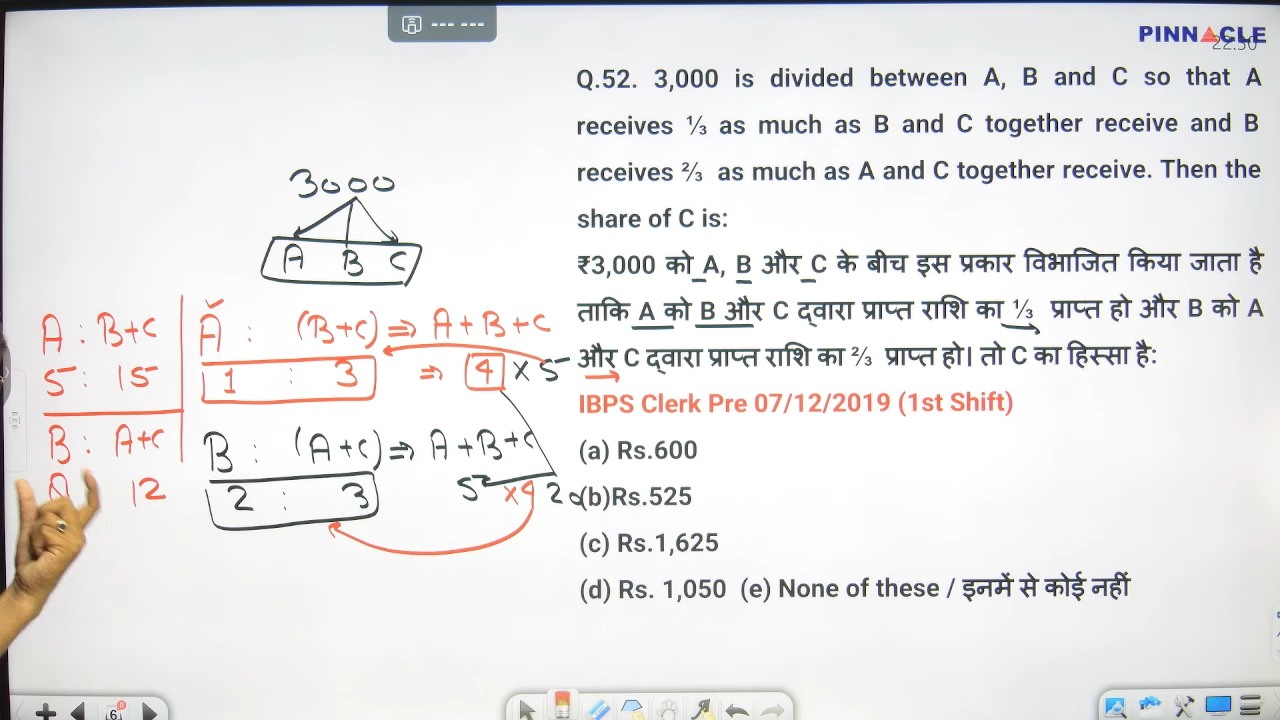 PINNACLE
22:50
Q.52. 3,000 is divided between A, B and C so that A
receives ⅓ as much as B and C together receive and B
receives ⅔ as much as A and C together receive. Then the
share of C is:
₹3,000 को A, B और C के बीच इस प्रकार विभाजित किया जाता है
ताकि A को B और C द्वारा प्राप्त राशि का ⅓ प्राप्त हो और B को A
और C द्वारा प्राप्त राशि का ⅔ प्राप्त हो। तो C का हिस्सा है:
IBPS Clerk Pre 07/12/2019 (1st Shift)
(a) Rs.600
(b)Rs.525
(c) Rs.1,625
(d) Rs. 1,050 (e) None of these / इनमें से कोई नहीं
3000
A B C
A : B+C
5 : 15
B : A+C
12
A : (B+C) ⇒ A+B+C
1 : 3 ⇒ 4 × 5
B : (A+C) ⇒ A+B+C
2 : 3 5 ×4 20
6